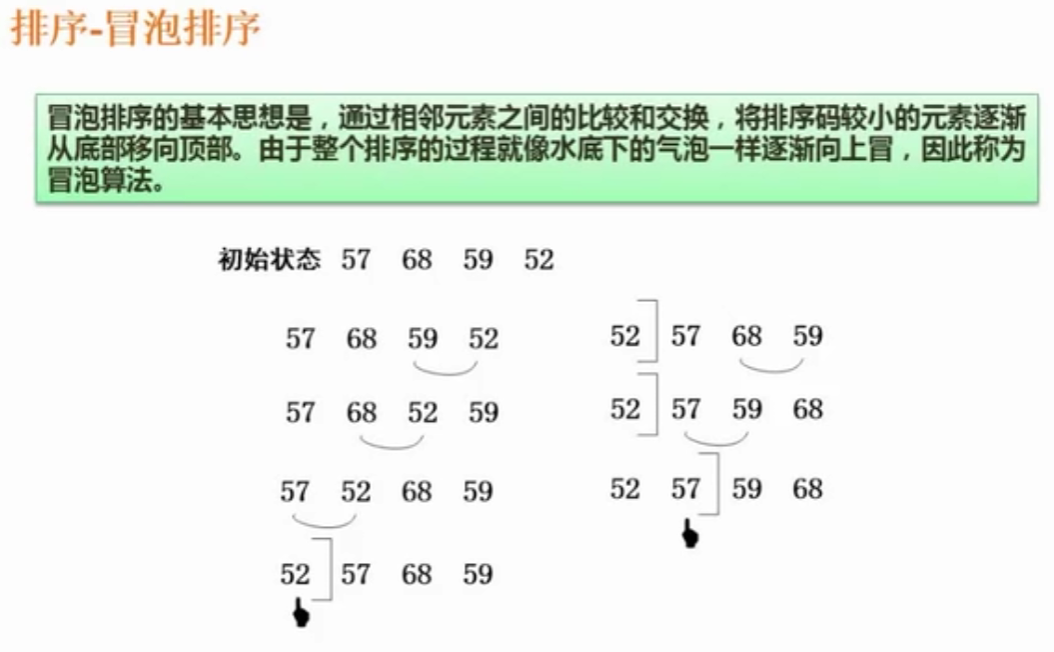 排序-冒泡排序
冒泡排序的基本思想是，通过相邻元素之间的比较和交换，将排序码较小的元素逐渐
从底部移向顶部。由于整个排序的过程就像水底下的气泡一样逐渐向上冒，因此称为
冒泡算法。
初始状态 57 68 59 52
57 68 59 52
57 68 52 59
57 52 68 59
52 57 68 59
52 57 68 59
52 57 59 68
52 57 59 68